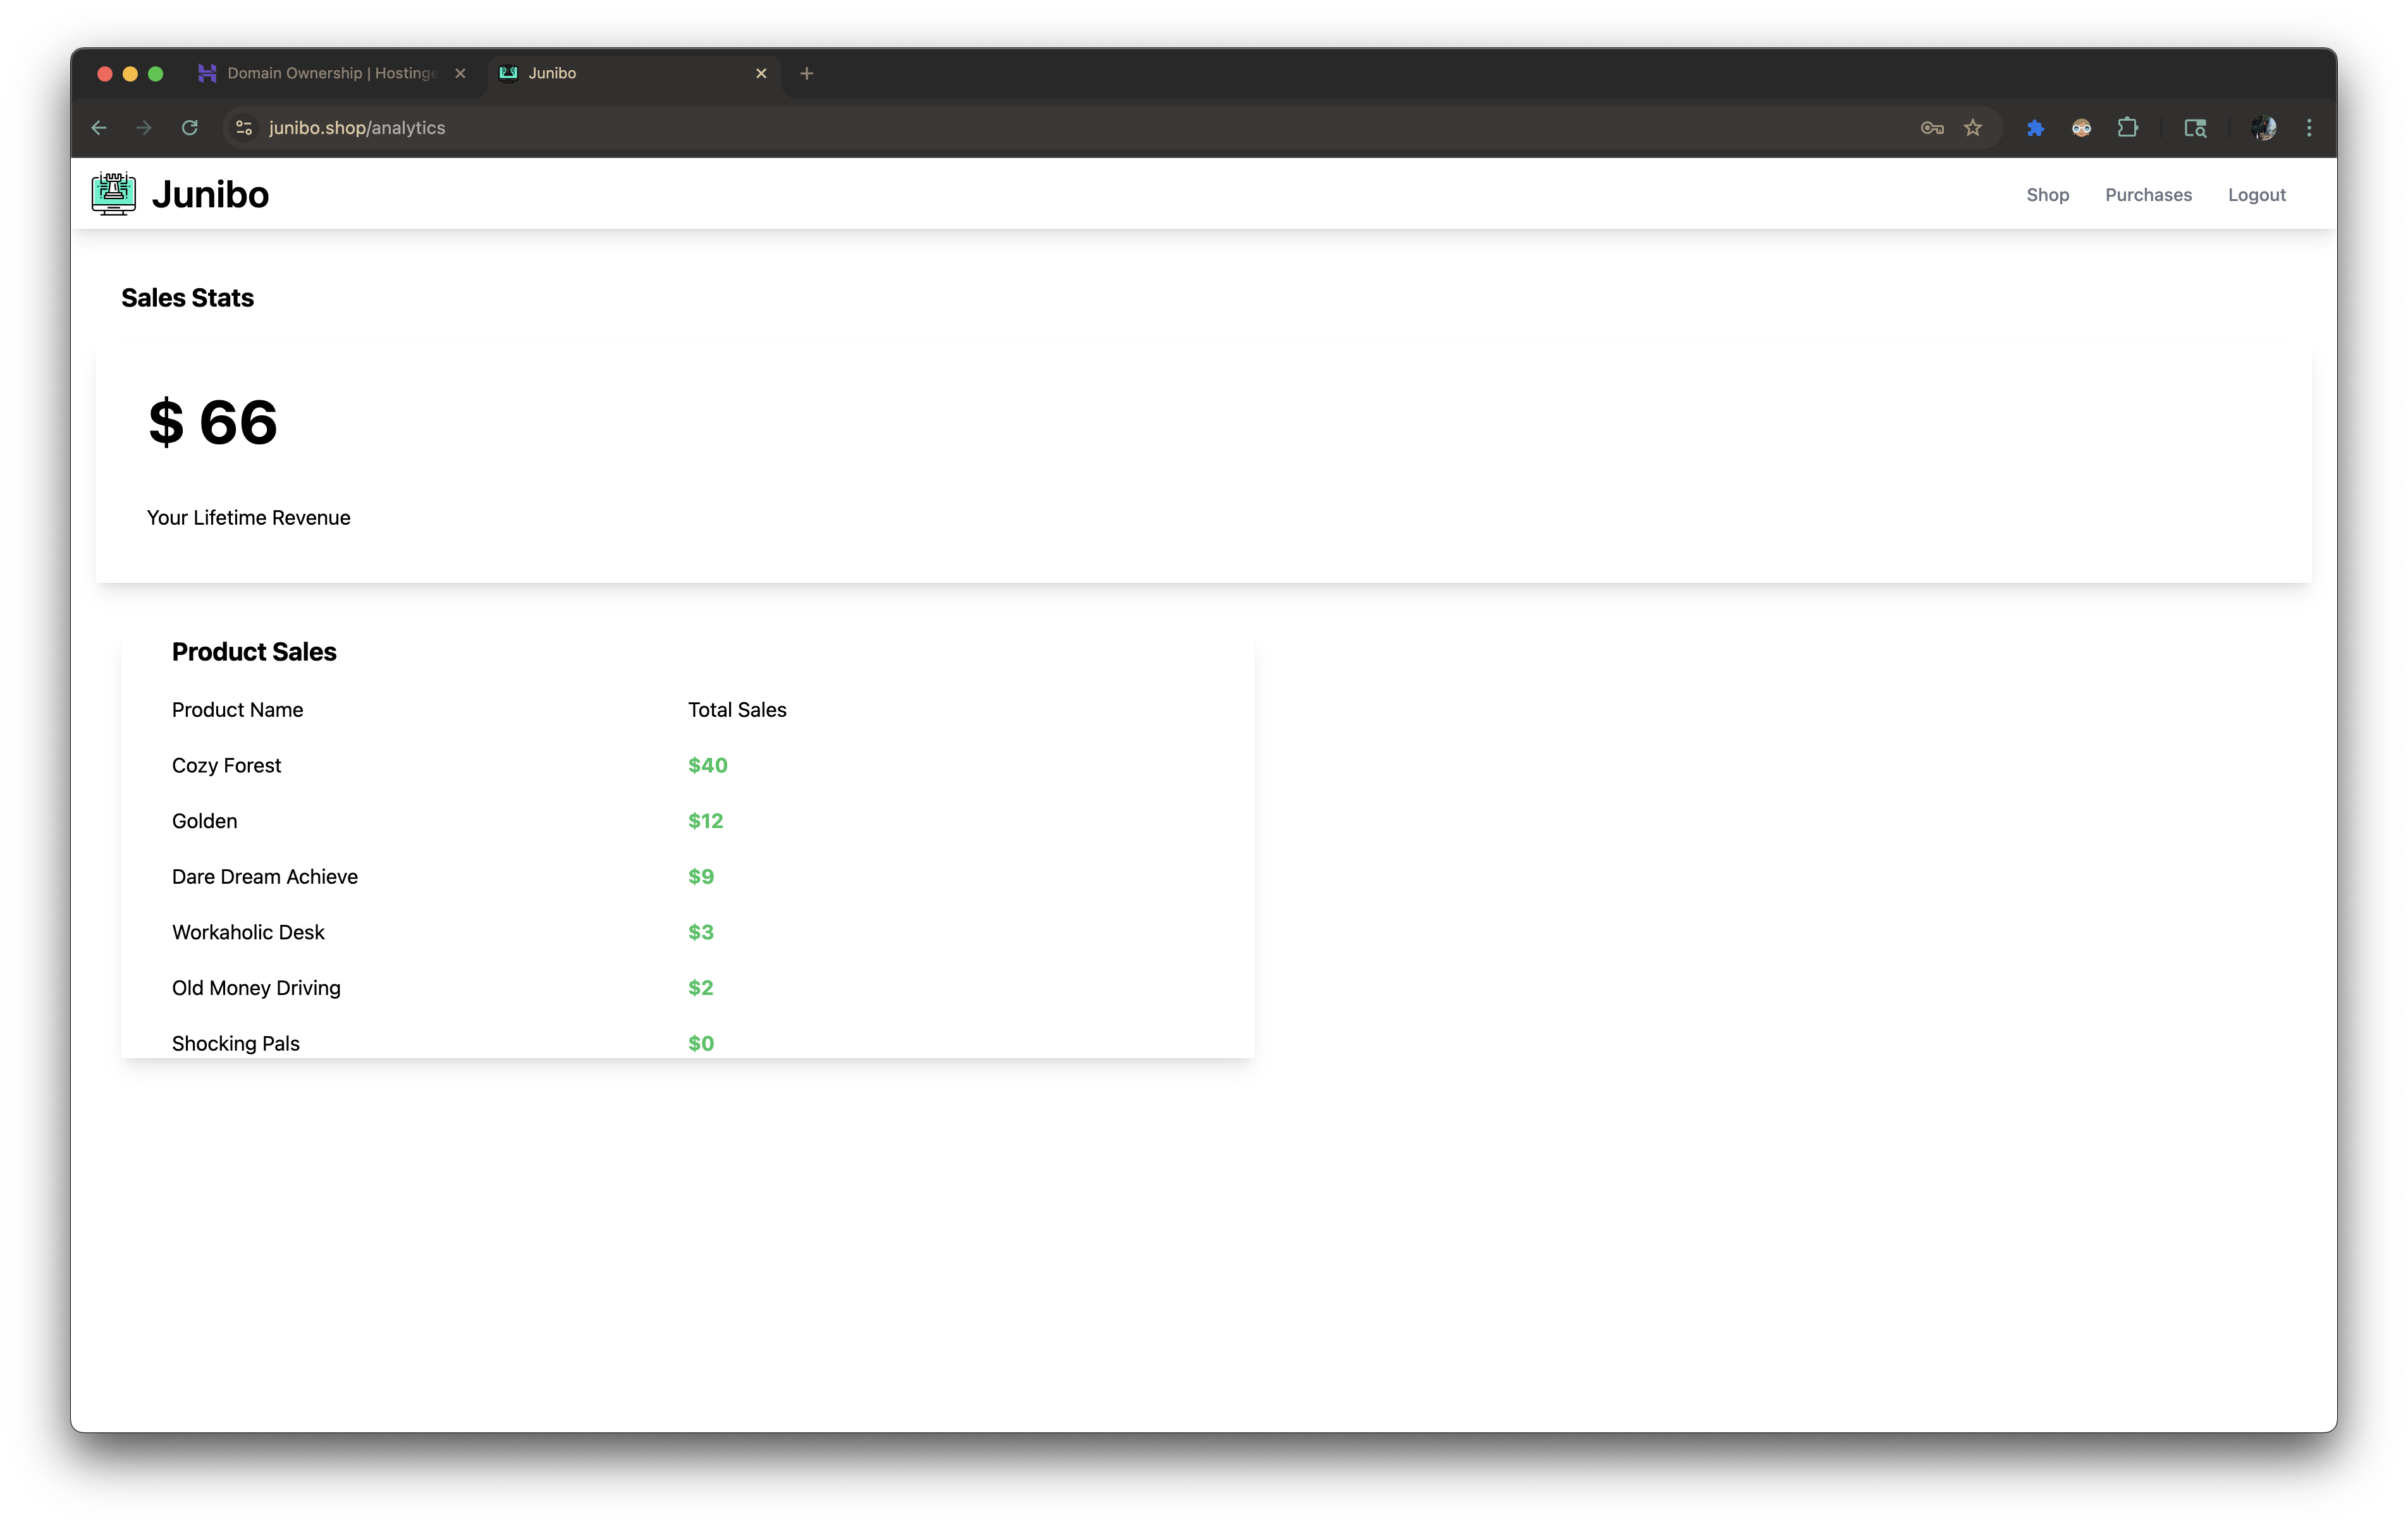 Domain Ownership | Hostinge
Junibo
junibo.shop/analytics
Junibo
Shop
Purchases
Logout
Sales Stats
$ 66
Your Lifetime Revenue
Product Sales
Product Name Total Sales
Cozy Forest $40
Golden $12
Dare Dream Achieve $9
Workaholic Desk $3
Old Money Driving $2
Shocking Pals $0